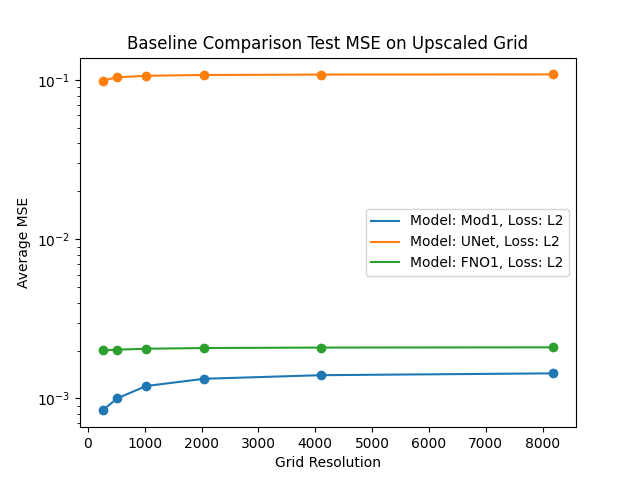 Baseline Comparison Test MSE on Upscaled Grid
Average MSE
10⁻¹
10⁻²
10⁻³
Model: Mod1, Loss: L2
Model: UNet, Loss: L2
Model: FNO1, Loss: L2
0 1000 2000 3000 4000 5000 6000 7000 8000
Grid Resolution